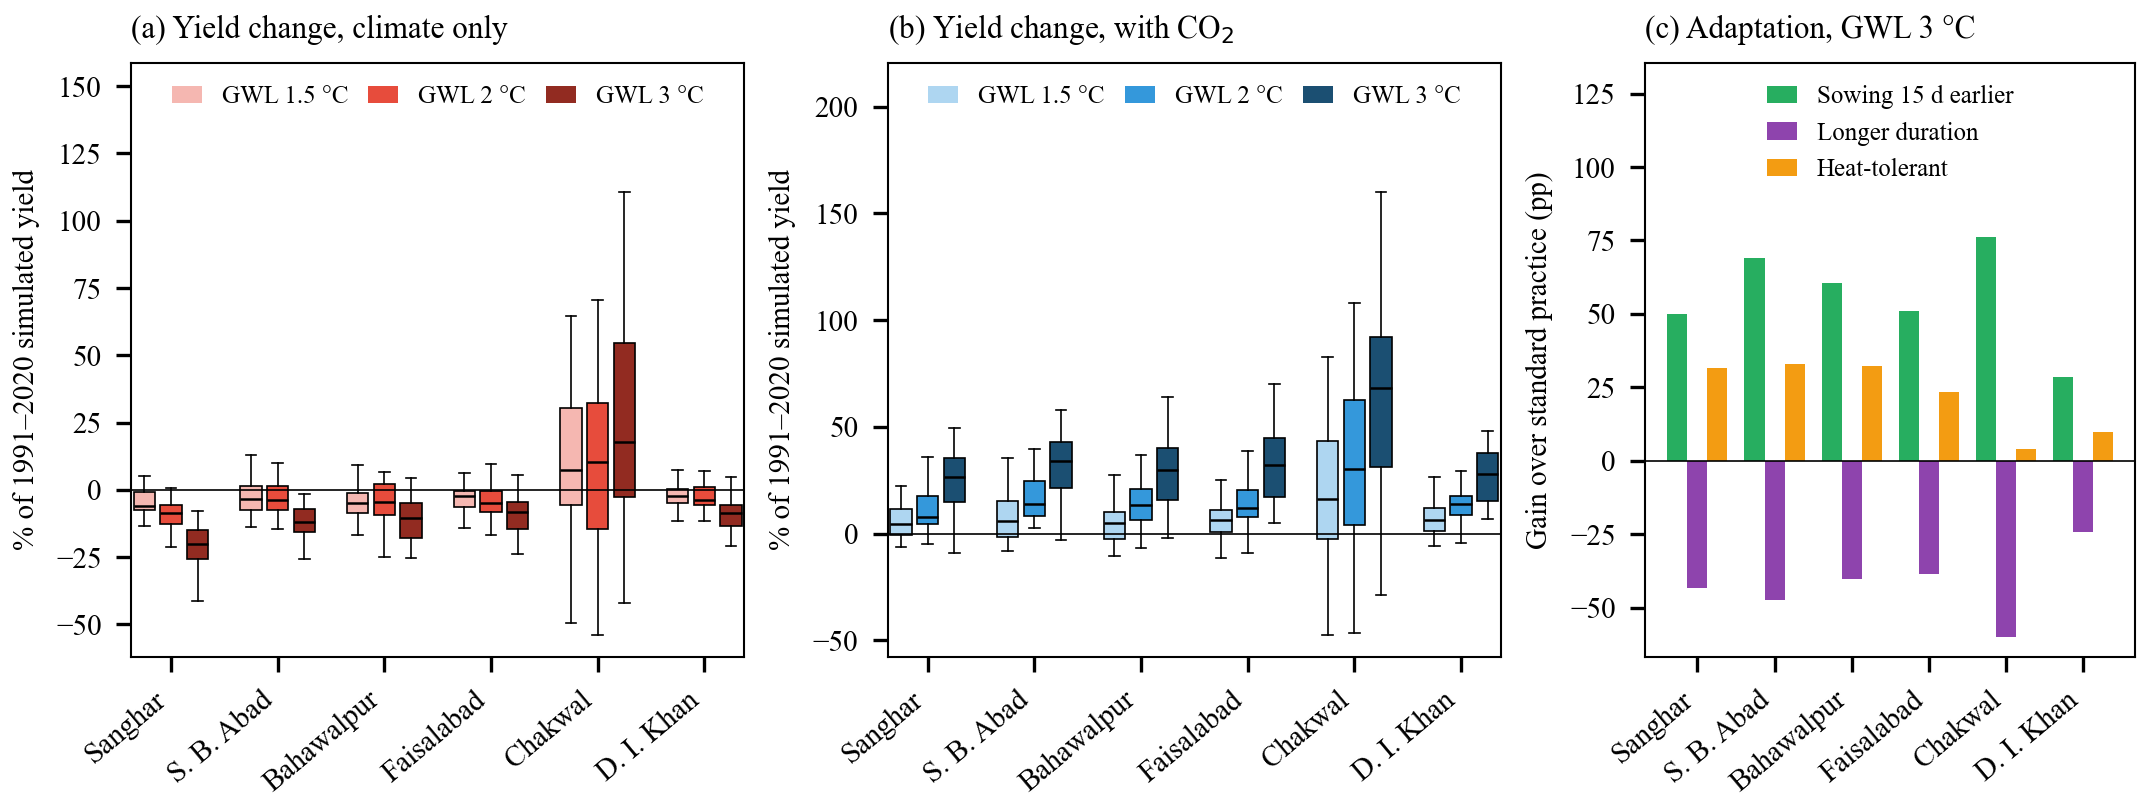 (a) Yield change, climate only
GWL 1.5 °C GWL 2 °C GWL 3 °C
% of 1991–2020 simulated yield
150
125
100
75
50
25
0
−25
−50
Sanghar
S. B. Abad
Bahawalpur
Faisalabad
Chakwal
D. I. Khan
(b) Yield change, with CO₂
GWL 1.5 °C GWL 2 °C GWL 3 °C
% of 1991–2020 simulated yield
200
150
100
50
0
−50
Sanghar
S. B. Abad
Bahawalpur
Faisalabad
Chakwal
D. I. Khan
(c) Adaptation, GWL 3 °C
Sowing 15 d earlier
Longer duration
Heat-tolerant
Gain over standard practice (pp)
125
100
75
50
25
0
−25
−50
Sanghar
S. B. Abad
Bahawalpur
Faisalabad
Chakwal
D. I. Khan